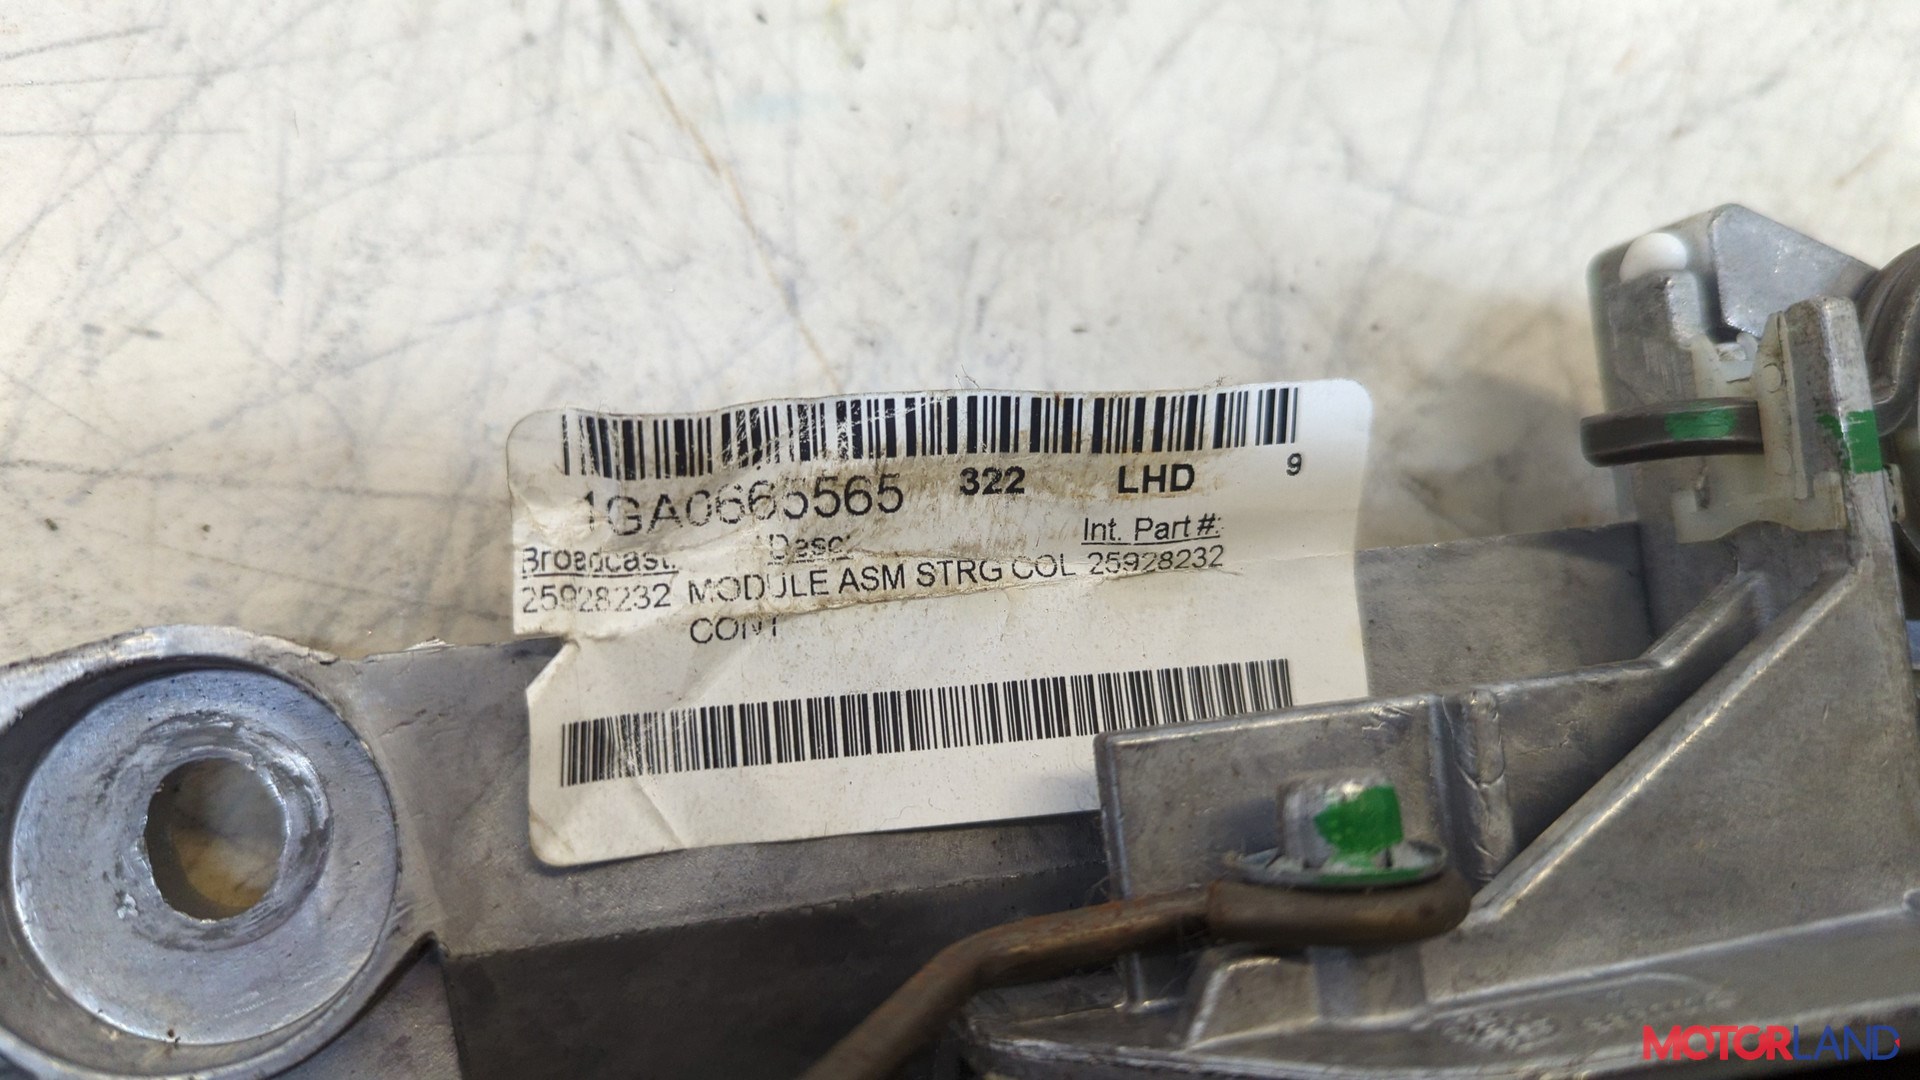 1GA0665565 322 LHD 9
Broadcast: Desc: Int. Part #:
25928232 MODULE ASM STRG COL 25928232
CONT
MOTORLAND